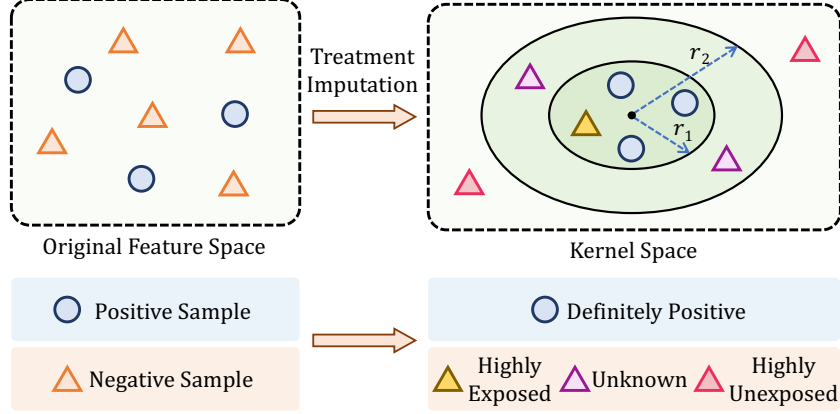 Treatment
Imputation
r₂
r₁
Original Feature Space
Kernel Space
Positive Sample
Definitely Positive
Negative Sample
Highly
Exposed
Unknown
Highly
Unexposed